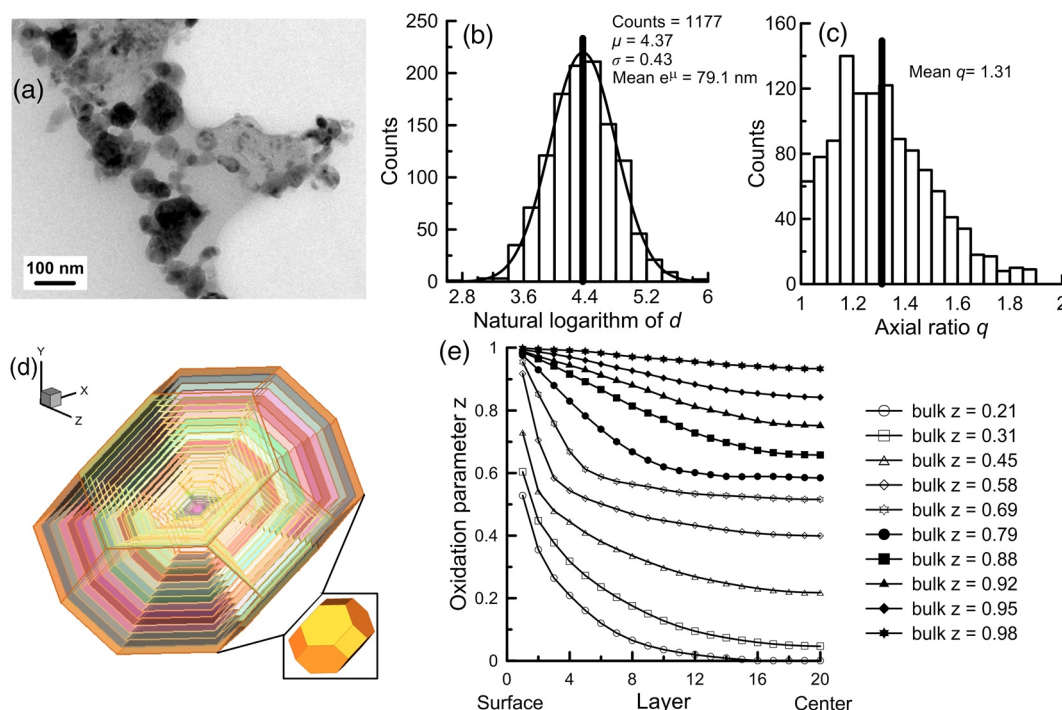 (a)
100 nm
(b)
Counts = 1177
μ = 4.37
σ = 0.43
Mean e^μ = 79.1 nm
Counts
250
200
150
100
50
0
2.8 3.6 4.4 5.2 6
Natural logarithm of d
(c)
Mean q= 1.31
Counts
160
120
80
40
0
1 1.2 1.4 1.6 1.8 2
Axial ratio q
(d)
Y
X
Z
(e)
Oxidation parameter z
1
0.8
0.6
0.4
0.2
0
0 4 8 12 16 20
Surface Layer Center
bulk z = 0.21
bulk z = 0.31
bulk z = 0.45
bulk z = 0.58
bulk z = 0.69
bulk z = 0.79
bulk z = 0.88
bulk z = 0.92
bulk z = 0.95
bulk z = 0.98